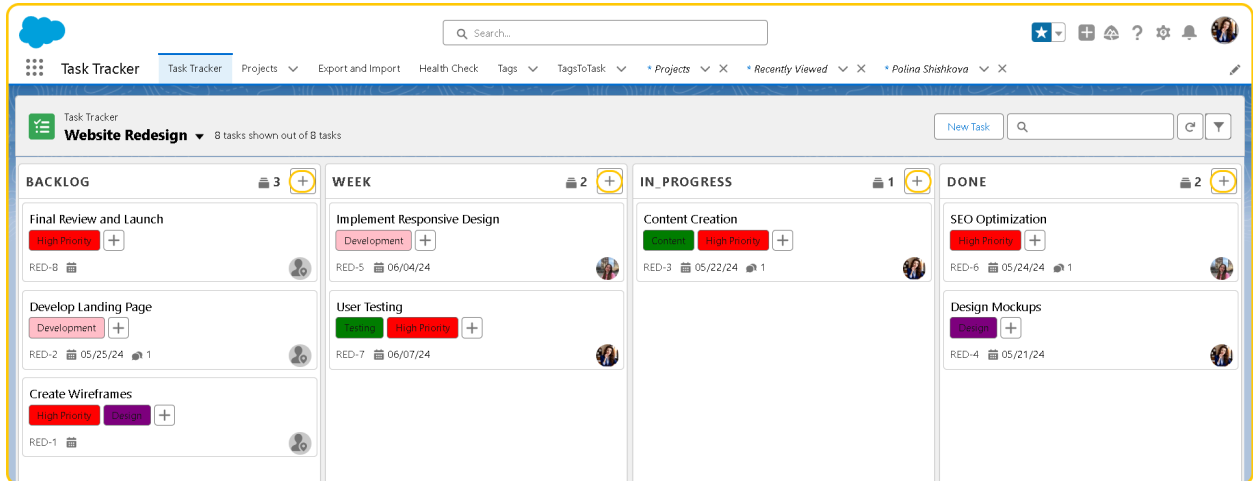 Search...
Task Tracker
Task Tracker
Projects
Export and Import
Health Check
Tags
TagsToTask
* Projects
* Recently Viewed
* Polina Shishkova
Task Tracker
Website Redesign
8 tasks shown out of 8 tasks
New Task
BACKLOG
3
Final Review and Launch
High Priority
RED-8
Develop Landing Page
Development
RED-2 05/25/24 1
Create Wireframes
High Priority Design
RED-1
WEEK
2
Implement Responsive Design
Development
RED-5 06/04/24
User Testing
Testing High Priority
RED-7 06/07/24
IN_PROGRESS
1
Content Creation
Content High Priority
RED-3 05/22/24 1
DONE
2
SEO Optimization
High Priority
RED-6 05/24/24 1
Design Mockups
Design
RED-4 05/21/24